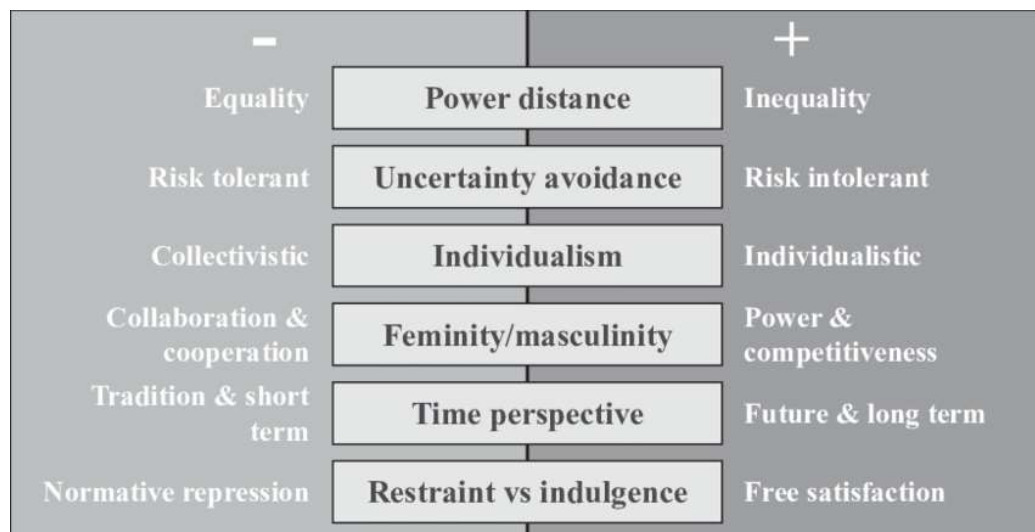 - +
Equality Power distance Inequality
Risk tolerant Uncertainty avoidance Risk intolerant
Collectivistic Individualism Individualistic
Collaboration &
cooperation
Feminity/masculinity
Power &
competitiveness
Tradition & short
term
Time perspective
Future & long term
Normative repression Restraint vs indulgence Free satisfaction